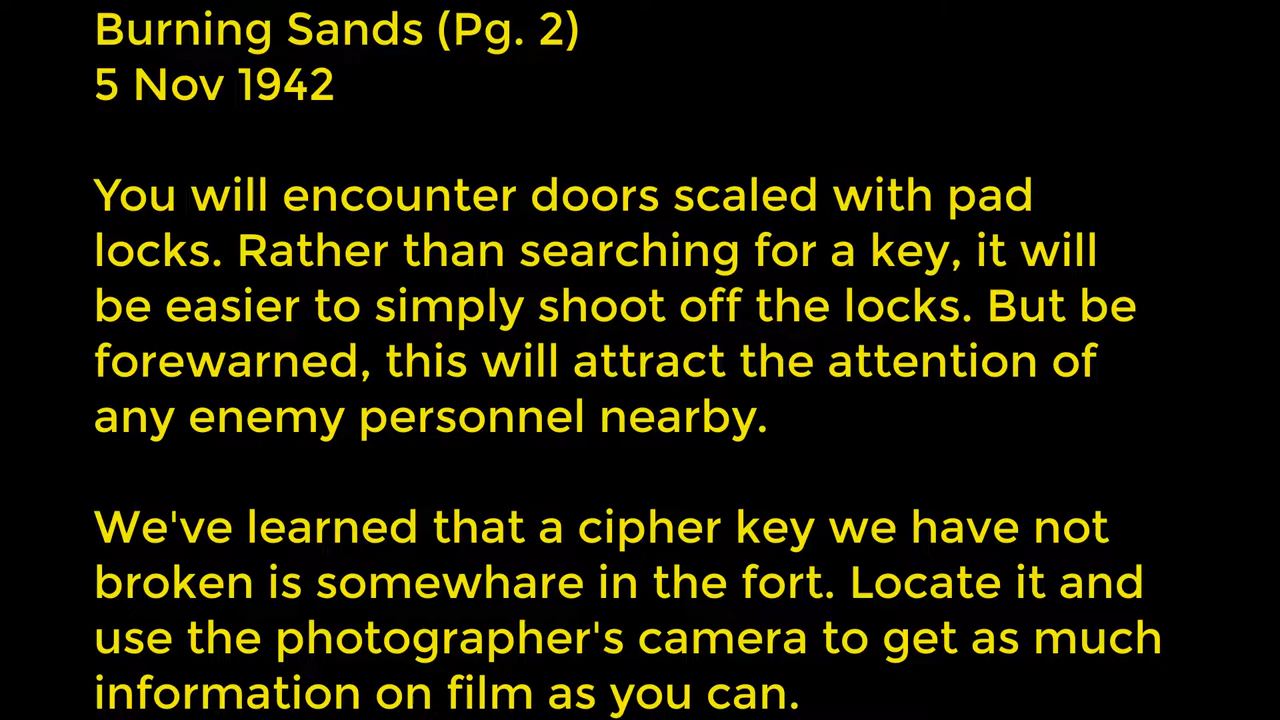 Burning Sands (Pg. 2)
5 Nov 1942
You will encounter doors scaled with pad
locks. Rather than searching for a key, it will
be easier to simply shoot off the locks. But be
forewarned, this will attract the attention of
any enemy personnel nearby.
We've learned that a cipher key we have not
broken is somewhare in the fort. Locate it and
use the photographer's camera to get as much
information on film as you can.